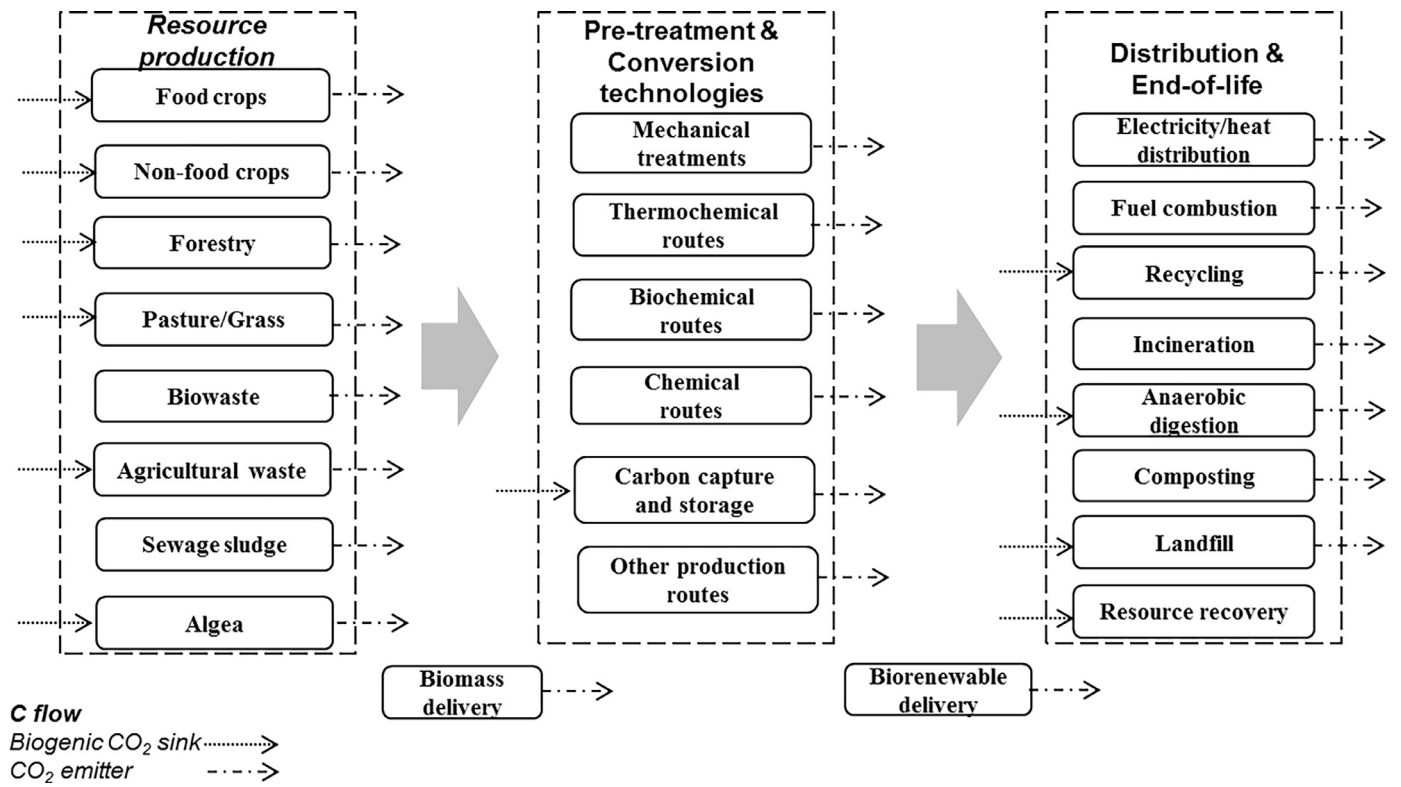 Resource
production
Food crops
Non-food crops
Forestry
Pasture/Grass
Biowaste
Agricultural waste
Sewage sludge
Algea
Pre-treatment &
Conversion
technologies
Mechanical
treatments
Thermochemical
routes
Biochemical
routes
Chemical
routes
Carbon capture
and storage
Other production
routes
Distribution &
End-of-life
Electricity/heat
distribution
Fuel combustion
Recycling
Incineration
Anaerobic
digestion
Composting
Landfill
Resource recovery
Biomass
delivery
Biorenewable
delivery
C flow
Biogenic CO₂ sink
CO₂ emitter